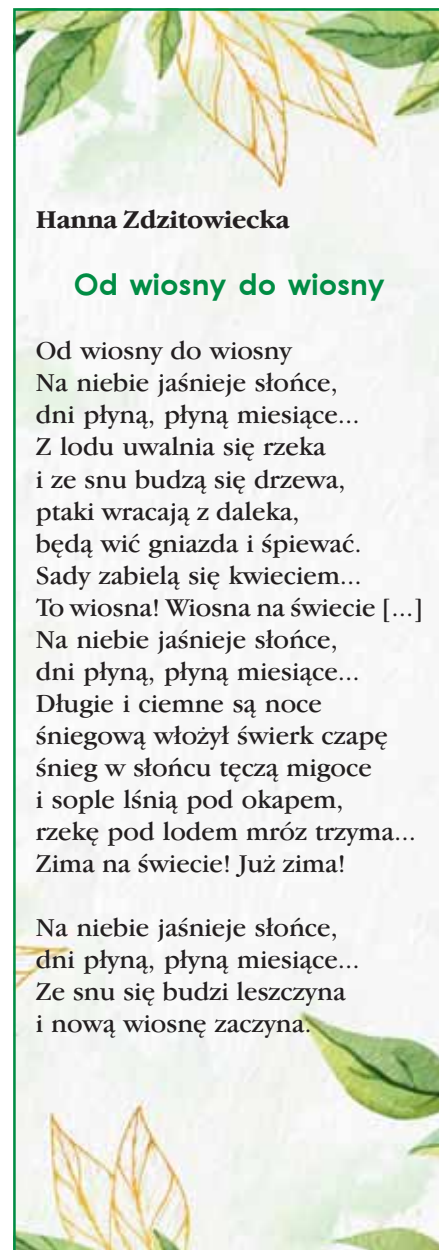 Hanna Zdzitowiecka
Od wiosny do wiosny
Od wiosny do wiosny
Na niebie jaśnieje słońce,
dni płyną, płyną miesiące...
Z lodu uwalnia się rzeka
i ze snu budzą się drzewa,
ptaki wracają z daleka,
będą wić gniazda i śpiewać.
Sady zabielą się kwieciem...
To wiosna! Wiosna na świecie [...]
Na niebie jaśnieje słońce,
dni płyną, płyną miesiące...
Długie i ciemne są noce
śniegową włożył świerk czapę
śnieg w słońcu tęczą migoce
i sople lśnią pod okapem,
rzekę pod lodem mróz trzyma...
Zima na świecie! Już zima!

Na niebie jaśnieje słońce,
dni płyną, płyną miesiące...
Ze snu się budzi leszczyna
i nową wiosnę zaczyna.